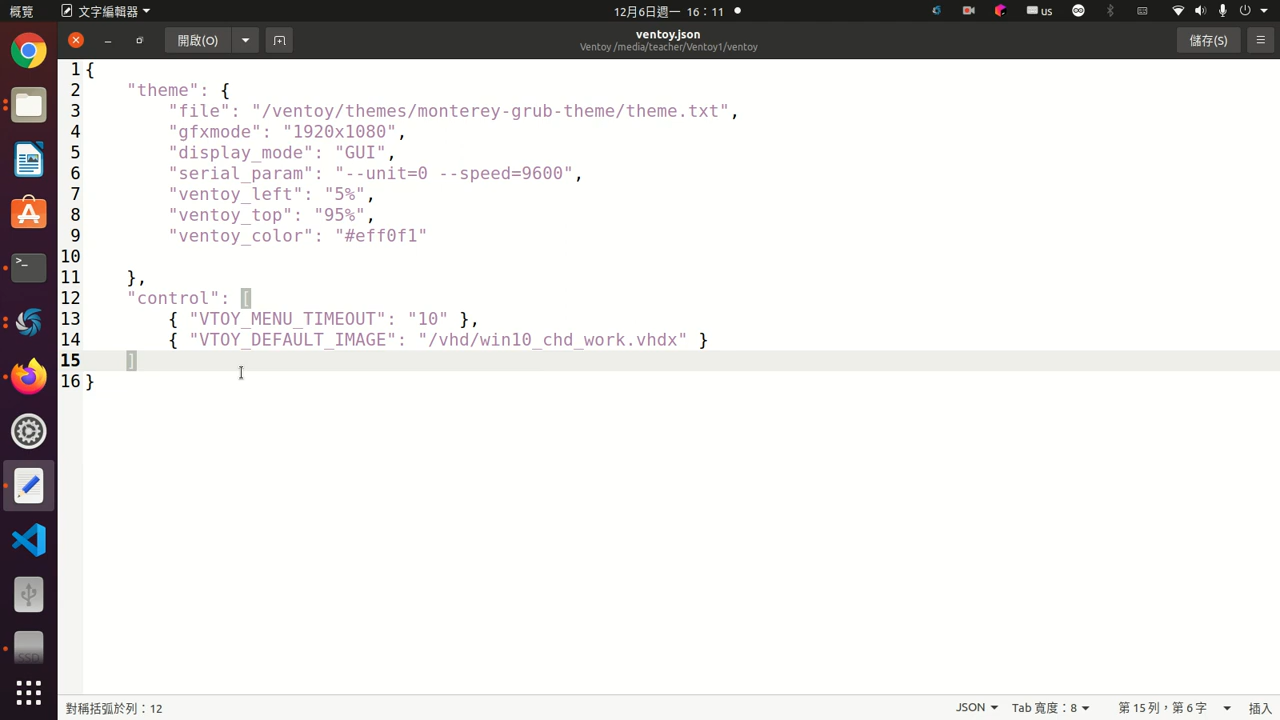 概覽 文字編輯器 12月6日週一 16：11 us
開啟(O) ventoy.json 儲存(S)
Ventoy /media/teacher/Ventoy1/ventoy
1 {
2 "theme": {
3 "file": "/ventoy/themes/monterey-grub-theme/theme.txt",
4 "gfxmode": "1920x1080",
5 "display_mode": "GUI",
6 "serial_param": "--unit=0 --speed=9600",
7 "ventoy_left": "5%",
8 "ventoy_top": "95%",
9 "ventoy_color": "#eff0f1"
10
11 },
12 "control": [
13 { "VTOY_MENU_TIMEOUT": "10" },
14 { "VTOY_DEFAULT_IMAGE": "/vhd/win10_chd_work.vhdx" }
15 ]
16 }
SSD
對稱括弧於列：12 JSON Tab 寬度：8 第 15 列，第 6 字 插入